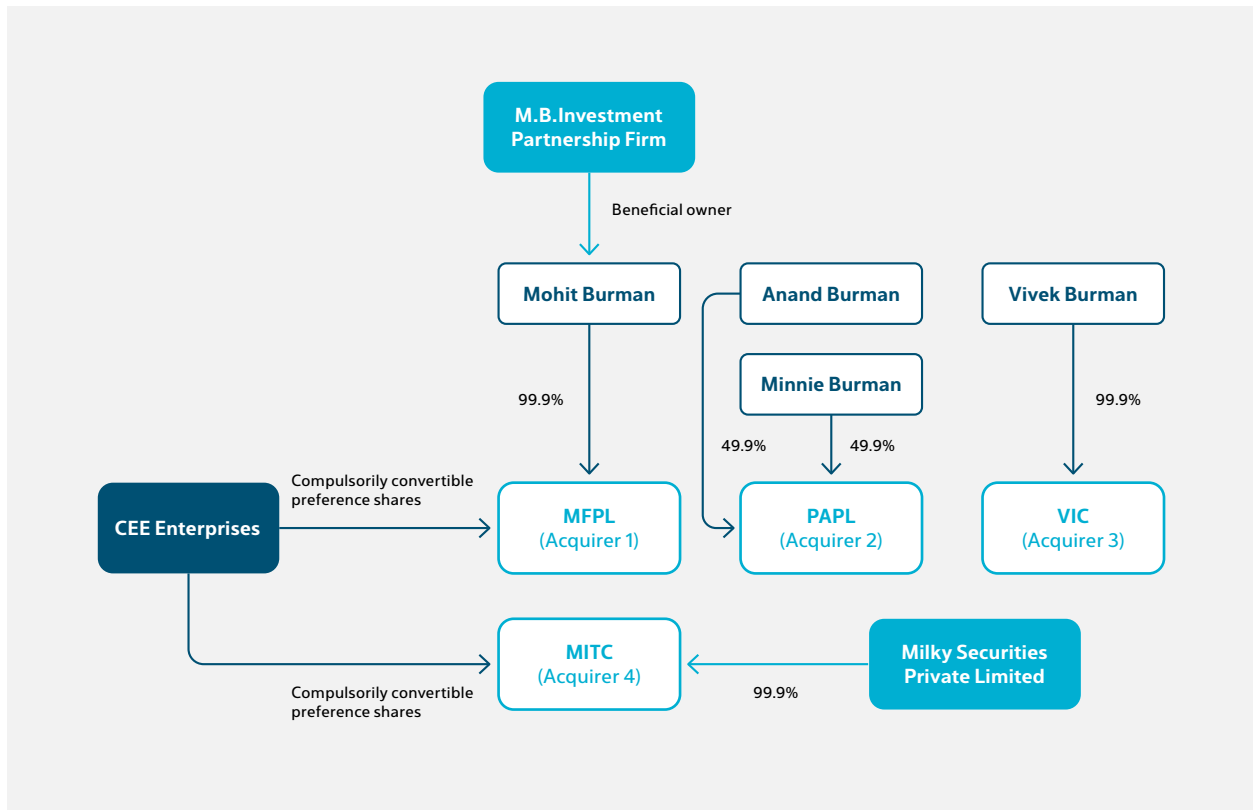 M.B.Investment
Partnership Firm
Beneficial owner
Mohit Burman
Anand Burman
Vivek Burman
Minnie Burman
99.9%
99.9%
49.9%
49.9%
Compulsorily convertible
preference shares
CEE Enterprises
MFPL
(Acquirer 1)
PAPL
(Acquirer 2)
VIC
(Acquirer 3)
MITC
(Acquirer 4)
Milky Securities
Private Limited
Compulsorily convertible
preference shares
99.9%